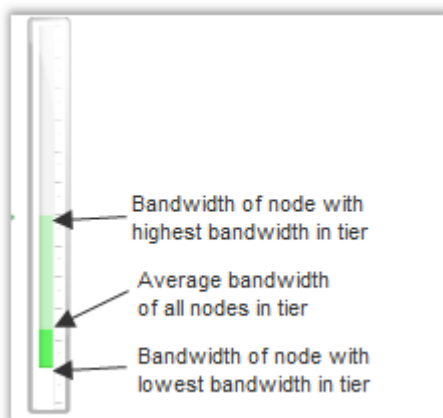 Bandwidth of node with
highest bandwidth in tier
Average bandwidth
of all nodes in tier
Bandwidth of node with
lowest bandwidth in tier